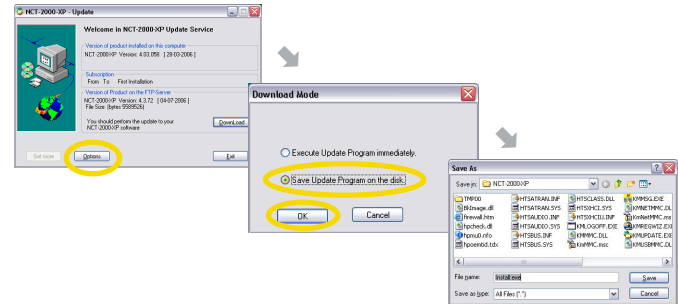 NCT-2000-XP - Update
Welcome in NCT-2000-XP Update Service
Version of product installed on this computer
NCT-2000-XP Version: 4.03.058 [ 28-03-2006 ]
Subscription
From To First Installation
Version of Product on the FTP-Server
NCT-2000-XP Version: 4.3.72 [ 04-07-2006 ]
File Size (bytes 5589526)
You should perform the update to your
NCT-2000-XP software
DownLoad
Get more
Options
Exit
Download Mode
Execute Update Program immediately.
Save Update Program on the disk.
OK
Cancel
Save As
Save in: NCT-2000-XP
TMP00
BkImage.dll
firewall.htm
hpcheck.dll
hpmu0.nfo
hpoemtid.tdx
HTSATRAN.INF
HTSATRAN.SYS
HTSAUDIO.INF
HTSAUDIO.SYS
HTSBUS.INF
HTSBUS.SYS
HTSCLASS.DLL
HTSXHCI.SYS
HTSXHCIU.INF
KMLOGOFF.EXE
KMMMC.DLL
KmMMC.msc
KMMSG.EXE
KMNETMMC.DL
KmNetMMC.ms
KMREGWIZ.EX
KMUPDATE.EX
KMUSBMMC.DL
File name: Install.exe
Save
Save as type: All Files (*.*)
Cancel